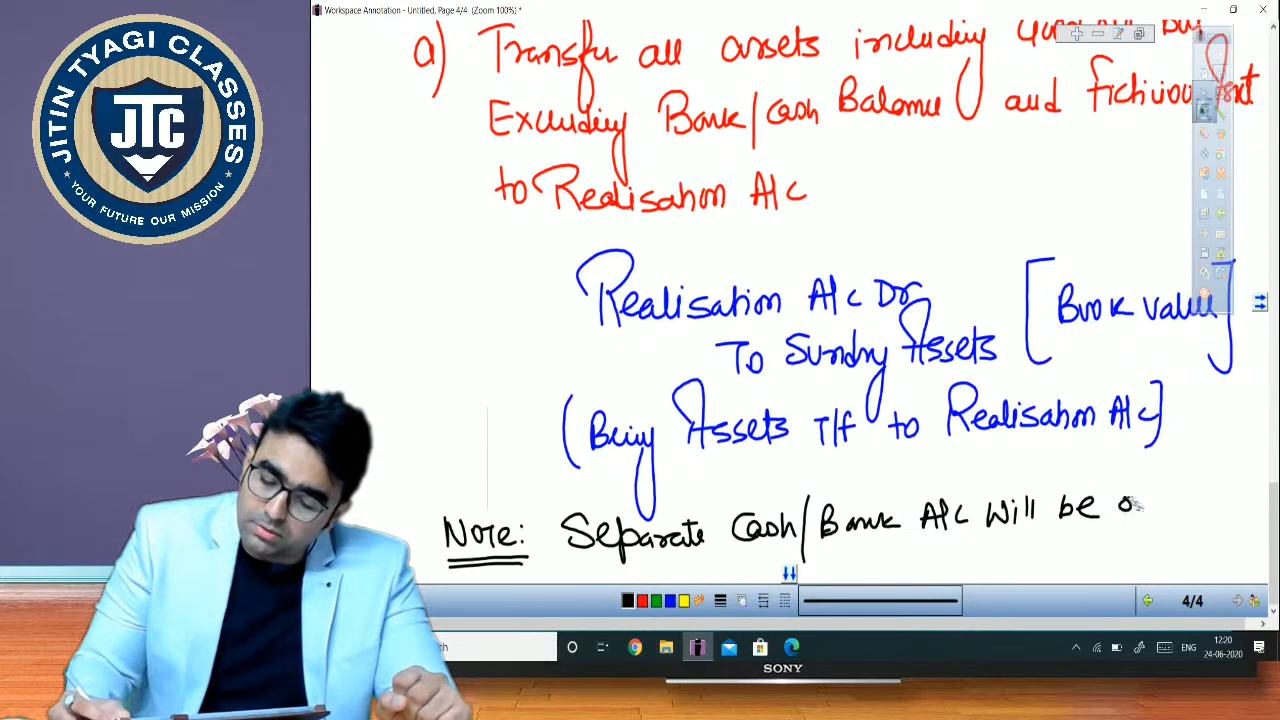 Workspace Annotation - Untitled, Page 4/4 (Zoom 100%) *
JITIN TYAGI CLASSES
JTC
"YOUR FUTURE OUR MISSION"
a) Transfer all assets including
Excluding Bank/Cash Balance and
to Realisation A/c
Realisation A/c Dr [Book value]
To Sundry Assets
(Being Assets T/f to Realisation A/c]
Note: Separate Cash/Bank A/c Will be o
4/4
ENG
12:20
24-06-2020
SONY